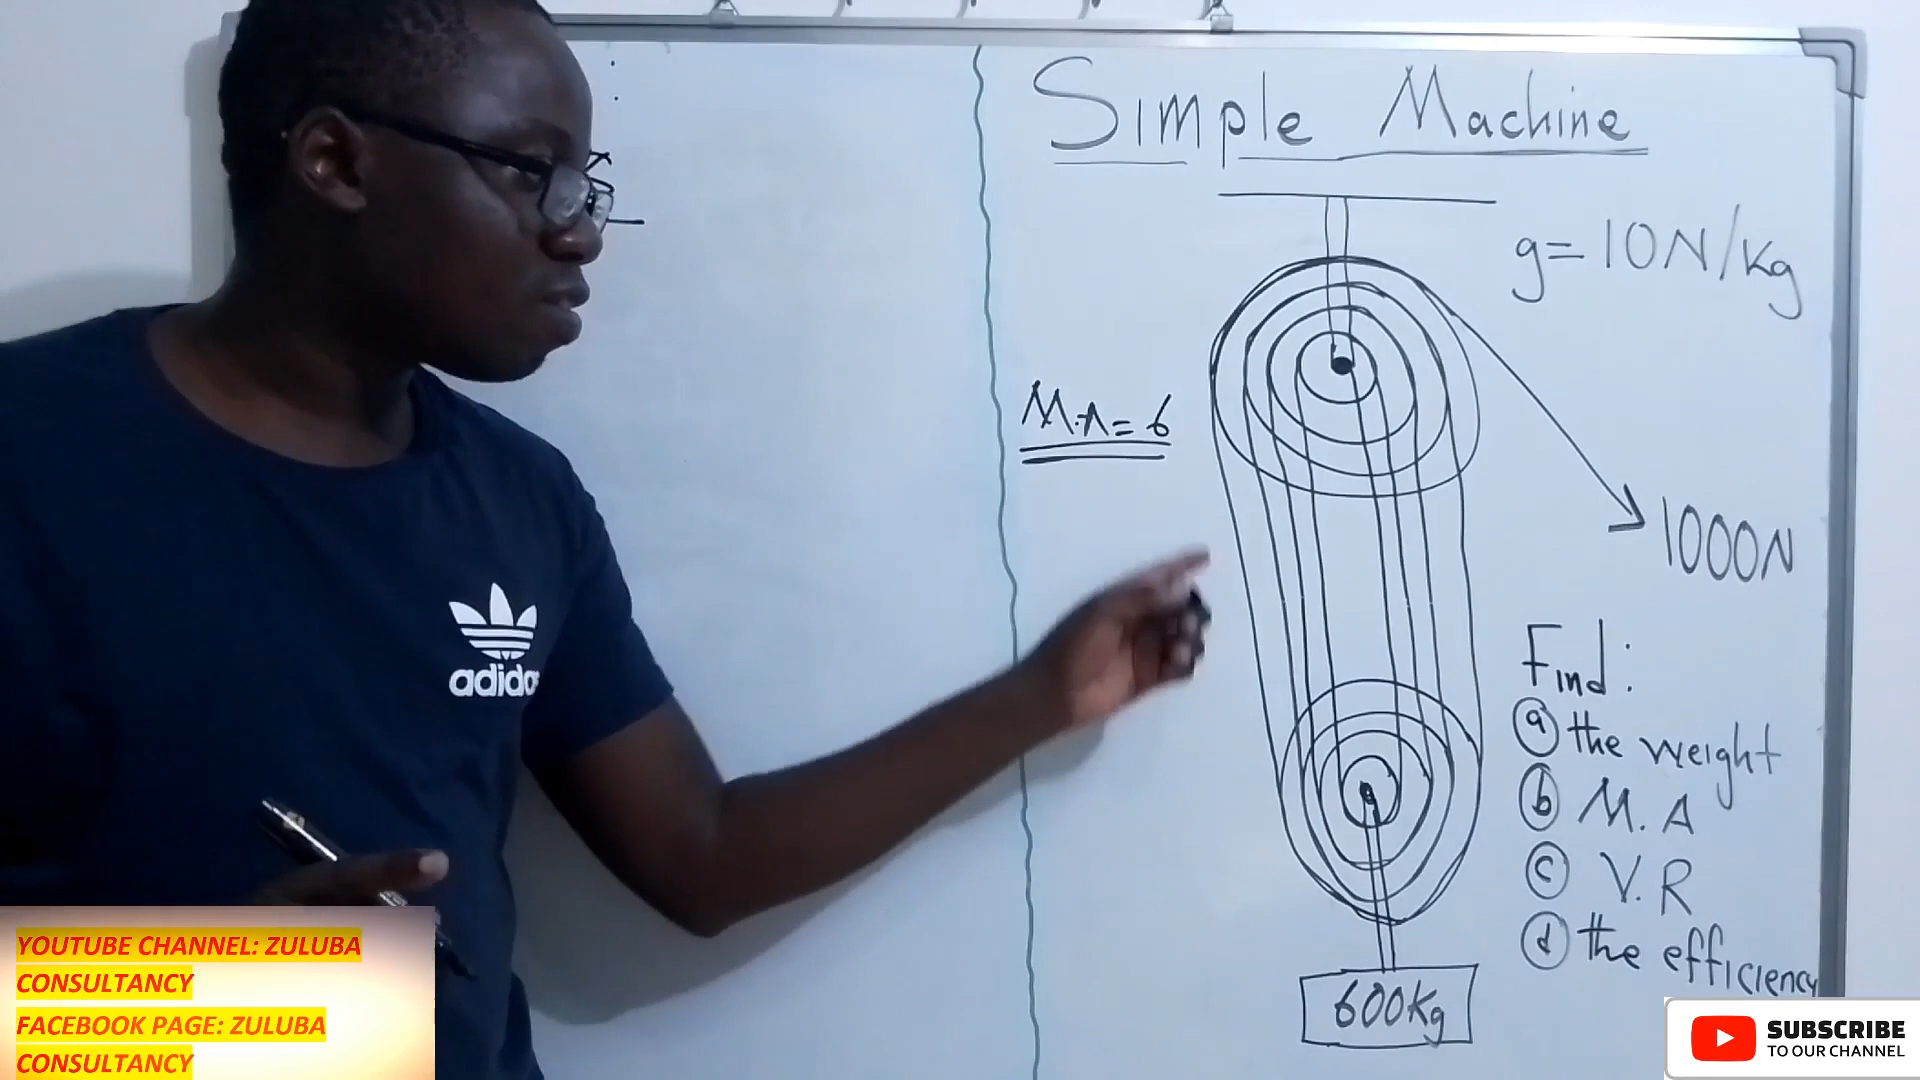 Simple Machine
g=10N/kg
M.A=6
1000N
Find:
ⓐ the weight
ⓑ M.A
ⓒ V.R
ⓓ the efficiency
600kg
adidas
YOUTUBE CHANNEL: ZULUBA
CONSULTANCY
FACEBOOK PAGE: ZULUBA
CONSULTANCY
SUBSCRIBE
TO OUR CHANNEL